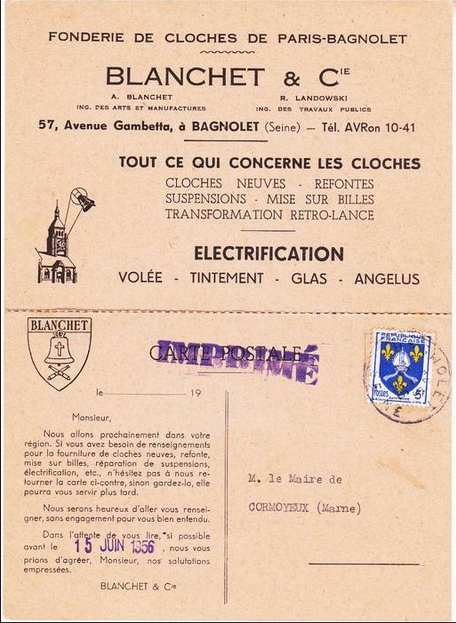 FONDERIE DE CLOCHES DE PARIS-BAGNOLET
BLANCHET & CIE
A. BLANCHET
ING. DES ARTS ET MANUFACTURES
R. LANDOWSKI
ING. DES TRAVAUX PUBLICS
57, Avenue Gambetta, à BAGNOLET (Seine) — Tél. AVRon 10-41
TOUT CE QUI CONCERNE LES CLOCHES
CLOCHES NEUVES - REFONTES
SUSPENSIONS - MISE SUR BILLES
TRANSFORMATION RETRO-LANCE
ELECTRIFICATION
VOLÉE - TINTEMENT - GLAS - ANGELUS
BLANCHET
CARTE POSTALE
IMPRIMÉ
REPUBLIQUE
FRANÇAISE
POSTES 5F
le 19
Monsieur,
Nous allons prochainement dans votre
région. Si vous avez besoin de renseignements
pour la fourniture de cloches neuves, refonte,
mise sur billes, réparation de suspensions,
électrification, etc., n'hésitez pas à nous re-
tourner la carte ci-contre, sinon gardez-la, elle
pourra vous servir plus tard.
Nous serons heureux d'aller vous rensei-
gner, sans engagement pour vous bien entendu.
Dans l'attente de vous lire, si possible
avant le 15 JUIN 1956, nous vous
prions d'agréer, Monsieur, nos salutations
empressées.
BLANCHET & Cie
M. le Maire de
CORMOYEUX (Marne)